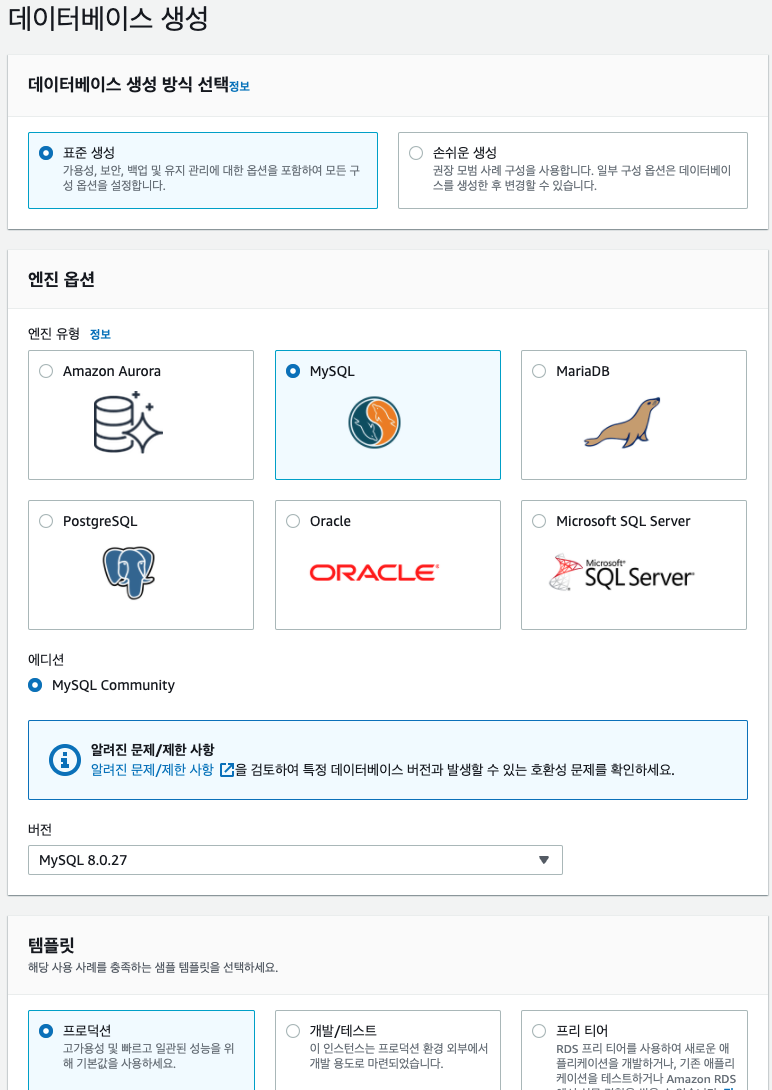 데이터베이스 생성
데이터베이스 생성 방식 선택정보
표준 생성
가용성, 보안, 백업 및 유지 관리에 대한 옵션을 포함하여 모든 구
성 옵션을 설정합니다.
손쉬운 생성
권장 모범 사례 구성을 사용합니다. 일부 구성 옵션은 데이터베이
스를 생성한 후 변경할 수 있습니다.
엔진 옵션
엔진 유형 정보
Amazon Aurora
MySQL
MariaDB
PostgreSQL
Oracle
ORACLE®
Microsoft SQL Server
Microsoft®
SQL Server®
에디션
MySQL Community
알려진 문제/제한 사항
알려진 문제/제한 사항 을 검토하여 특정 데이터베이스 버전과 발생할 수 있는 호환성 문제를 확인하세요.
버전
MySQL 8.0.27
템플릿
해당 사용 사례를 충족하는 샘플 템플릿을 선택하세요.
프로덕션
고가용성 및 빠르고 일관된 성능을 위
해 기본값을 사용하세요.
개발/테스트
이 인스턴스는 프로덕션 환경 외부에서
개발 용도로 마련되었습니다.
프리 티어
RDS 프리 티어를 사용하여 새로운 애
플리케이션을 개발하거나, 기존 애플리
케이션을 테스트하거나 Amazon RDS